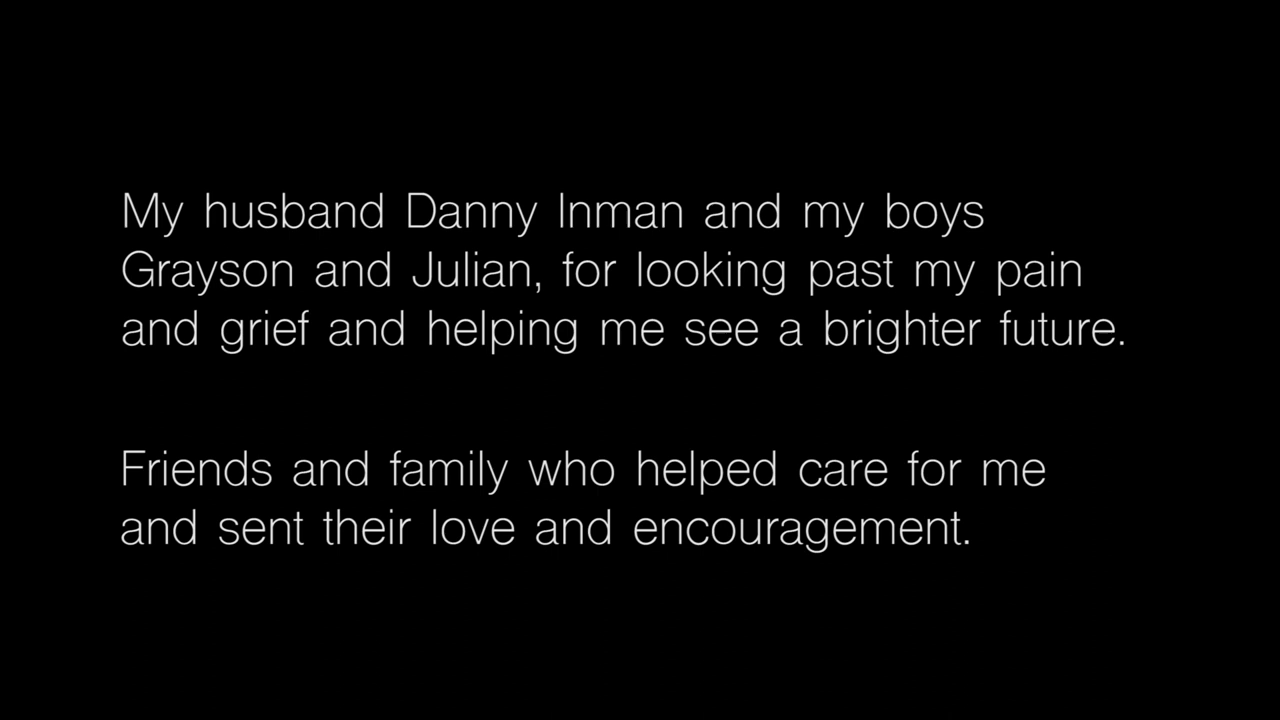 My husband Danny Inman and my boys
Grayson and Julian, for looking past my pain
and grief and helping me see a brighter future.
Friends and family who helped care for me
and sent their love and encouragement.